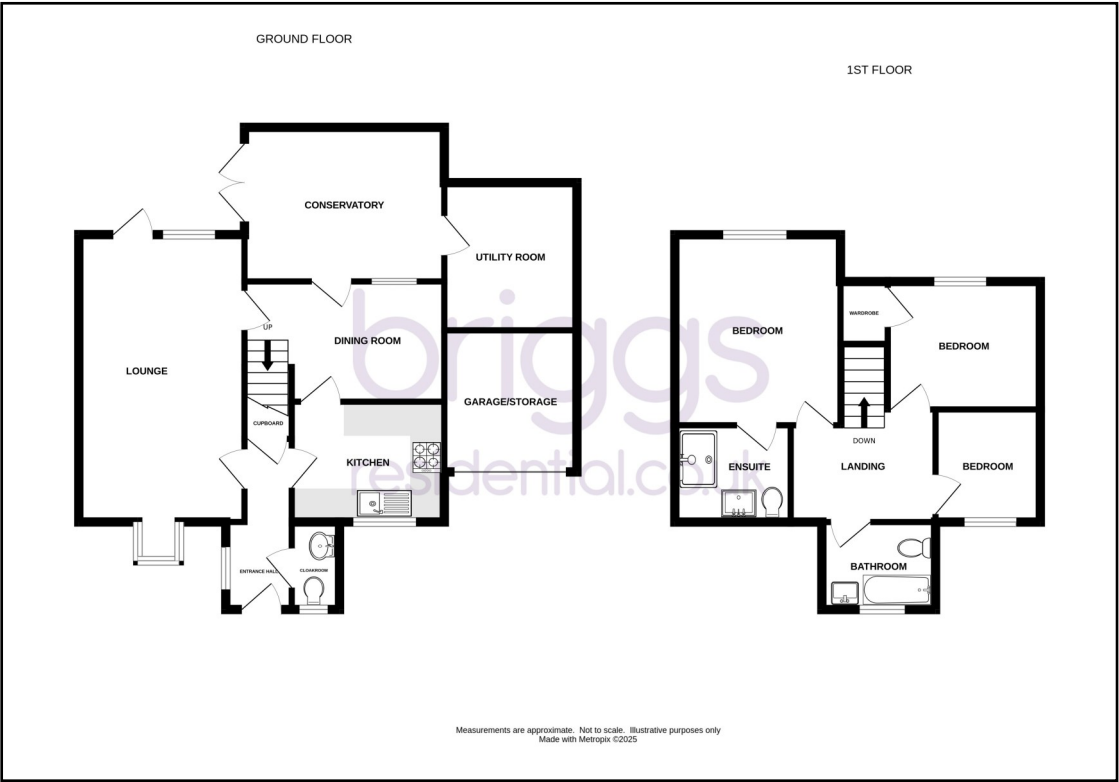 GROUND FLOOR
1ST FLOOR
CONSERVATORY
UTILITY ROOM
UP
DINING ROOM
LOUNGE
GARAGE/STORAGE
CUPBOARD
KITCHEN
ENTRANCE HALL
CLOAKROOM
BEDROOM
WARDROBE
BEDROOM
DOWN
ENSUITE
LANDING
BEDROOM
BATHROOM
briggs
residential.co.uk
Measurements are approximate. Not to scale. Illustrative purposes only
Made with Metropix ©2025